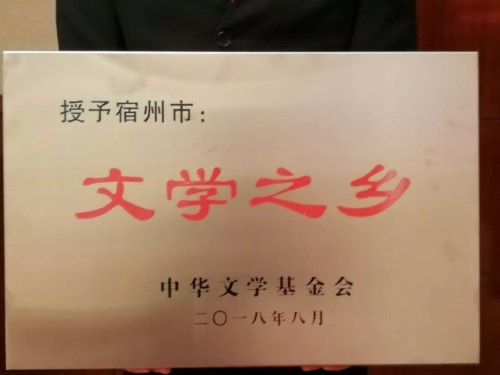 授予宿州市:
文学之乡
中华文学基金会
二〇一八年八月